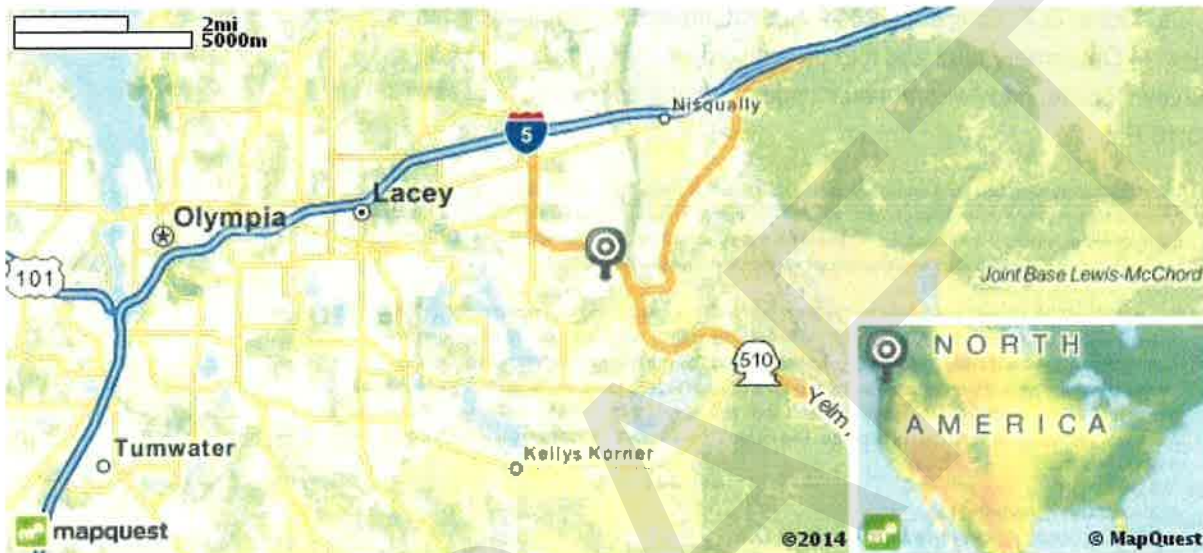 2mi
5000m
Nisqually
5
Lacey
Olympia
101
Joint Base Lewis-McChord
510
Yelm
NORTH
AMERICA
Tumwater
Kellys Korner
mapquest
©2014
© MapQuest